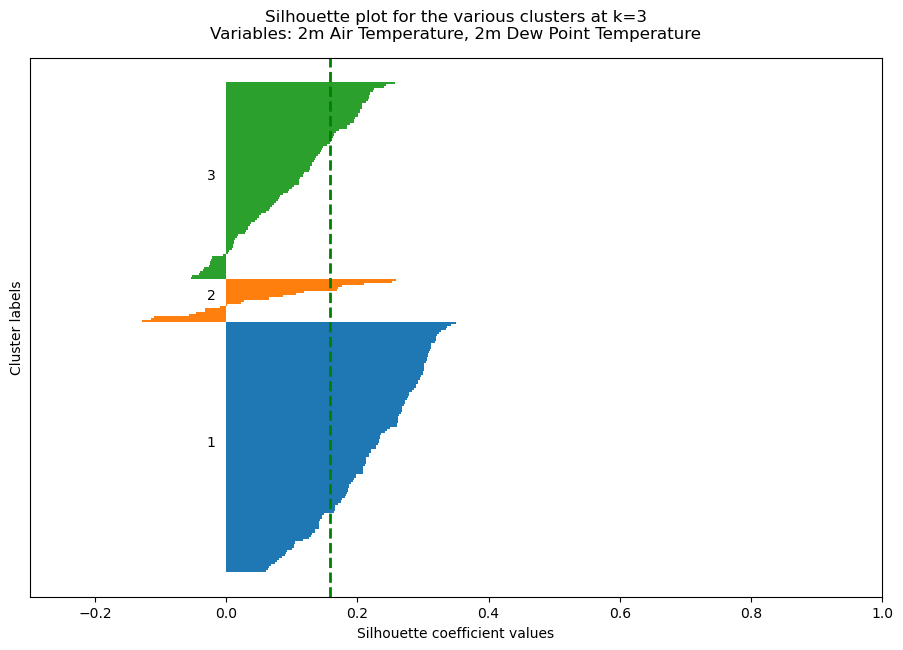 Silhouette plot for the various clusters at k=3
Variables: 2m Air Temperature, 2m Dew Point Temperature
Cluster labels
3
2
1
−0.2
0.0
0.2
0.4
0.6
0.8
1.0
Silhouette coefficient values